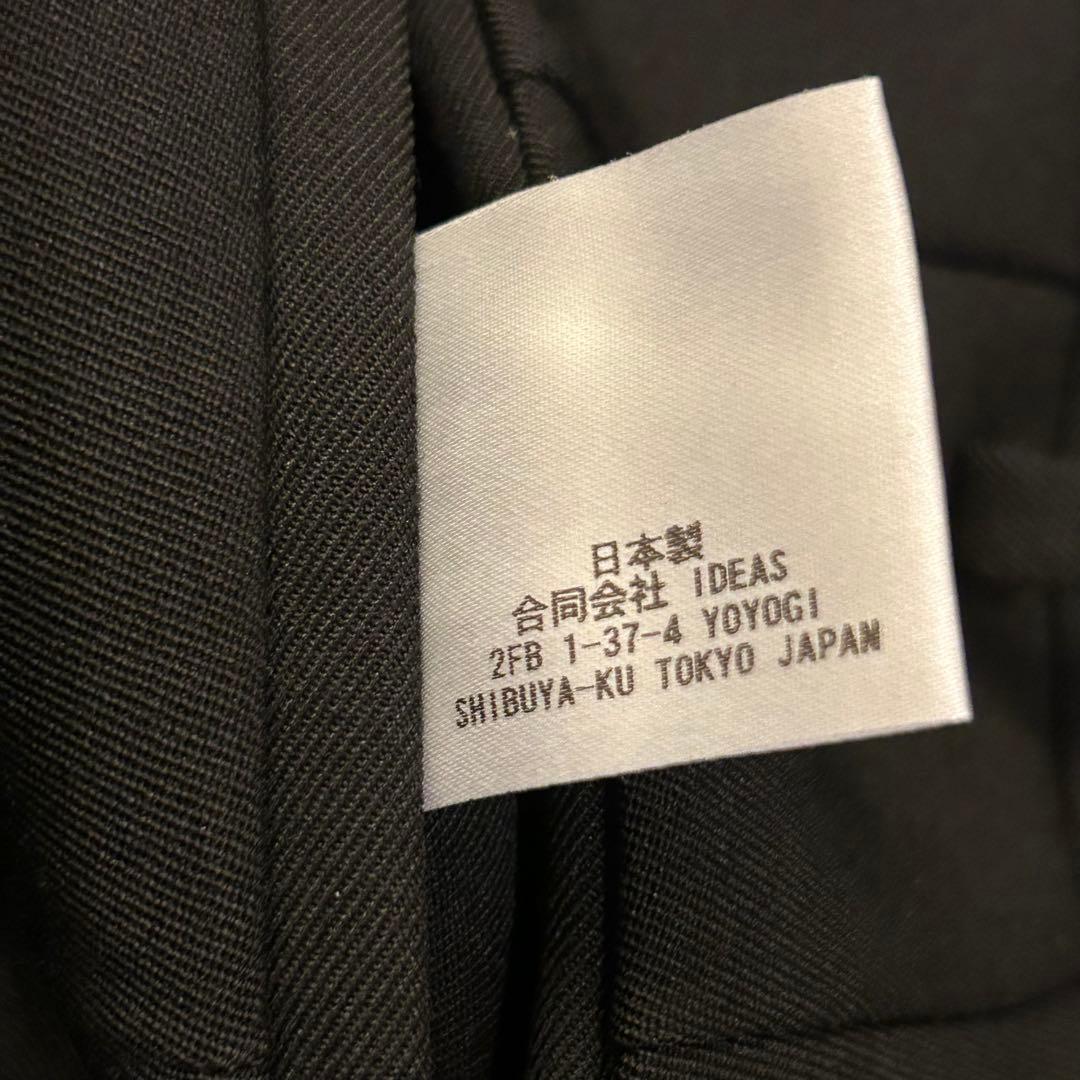 日本製
合同会社 IDEAS
2FB 1-37-4 YOYOGI
SHIBUYA-KU TOKYO JAPAN